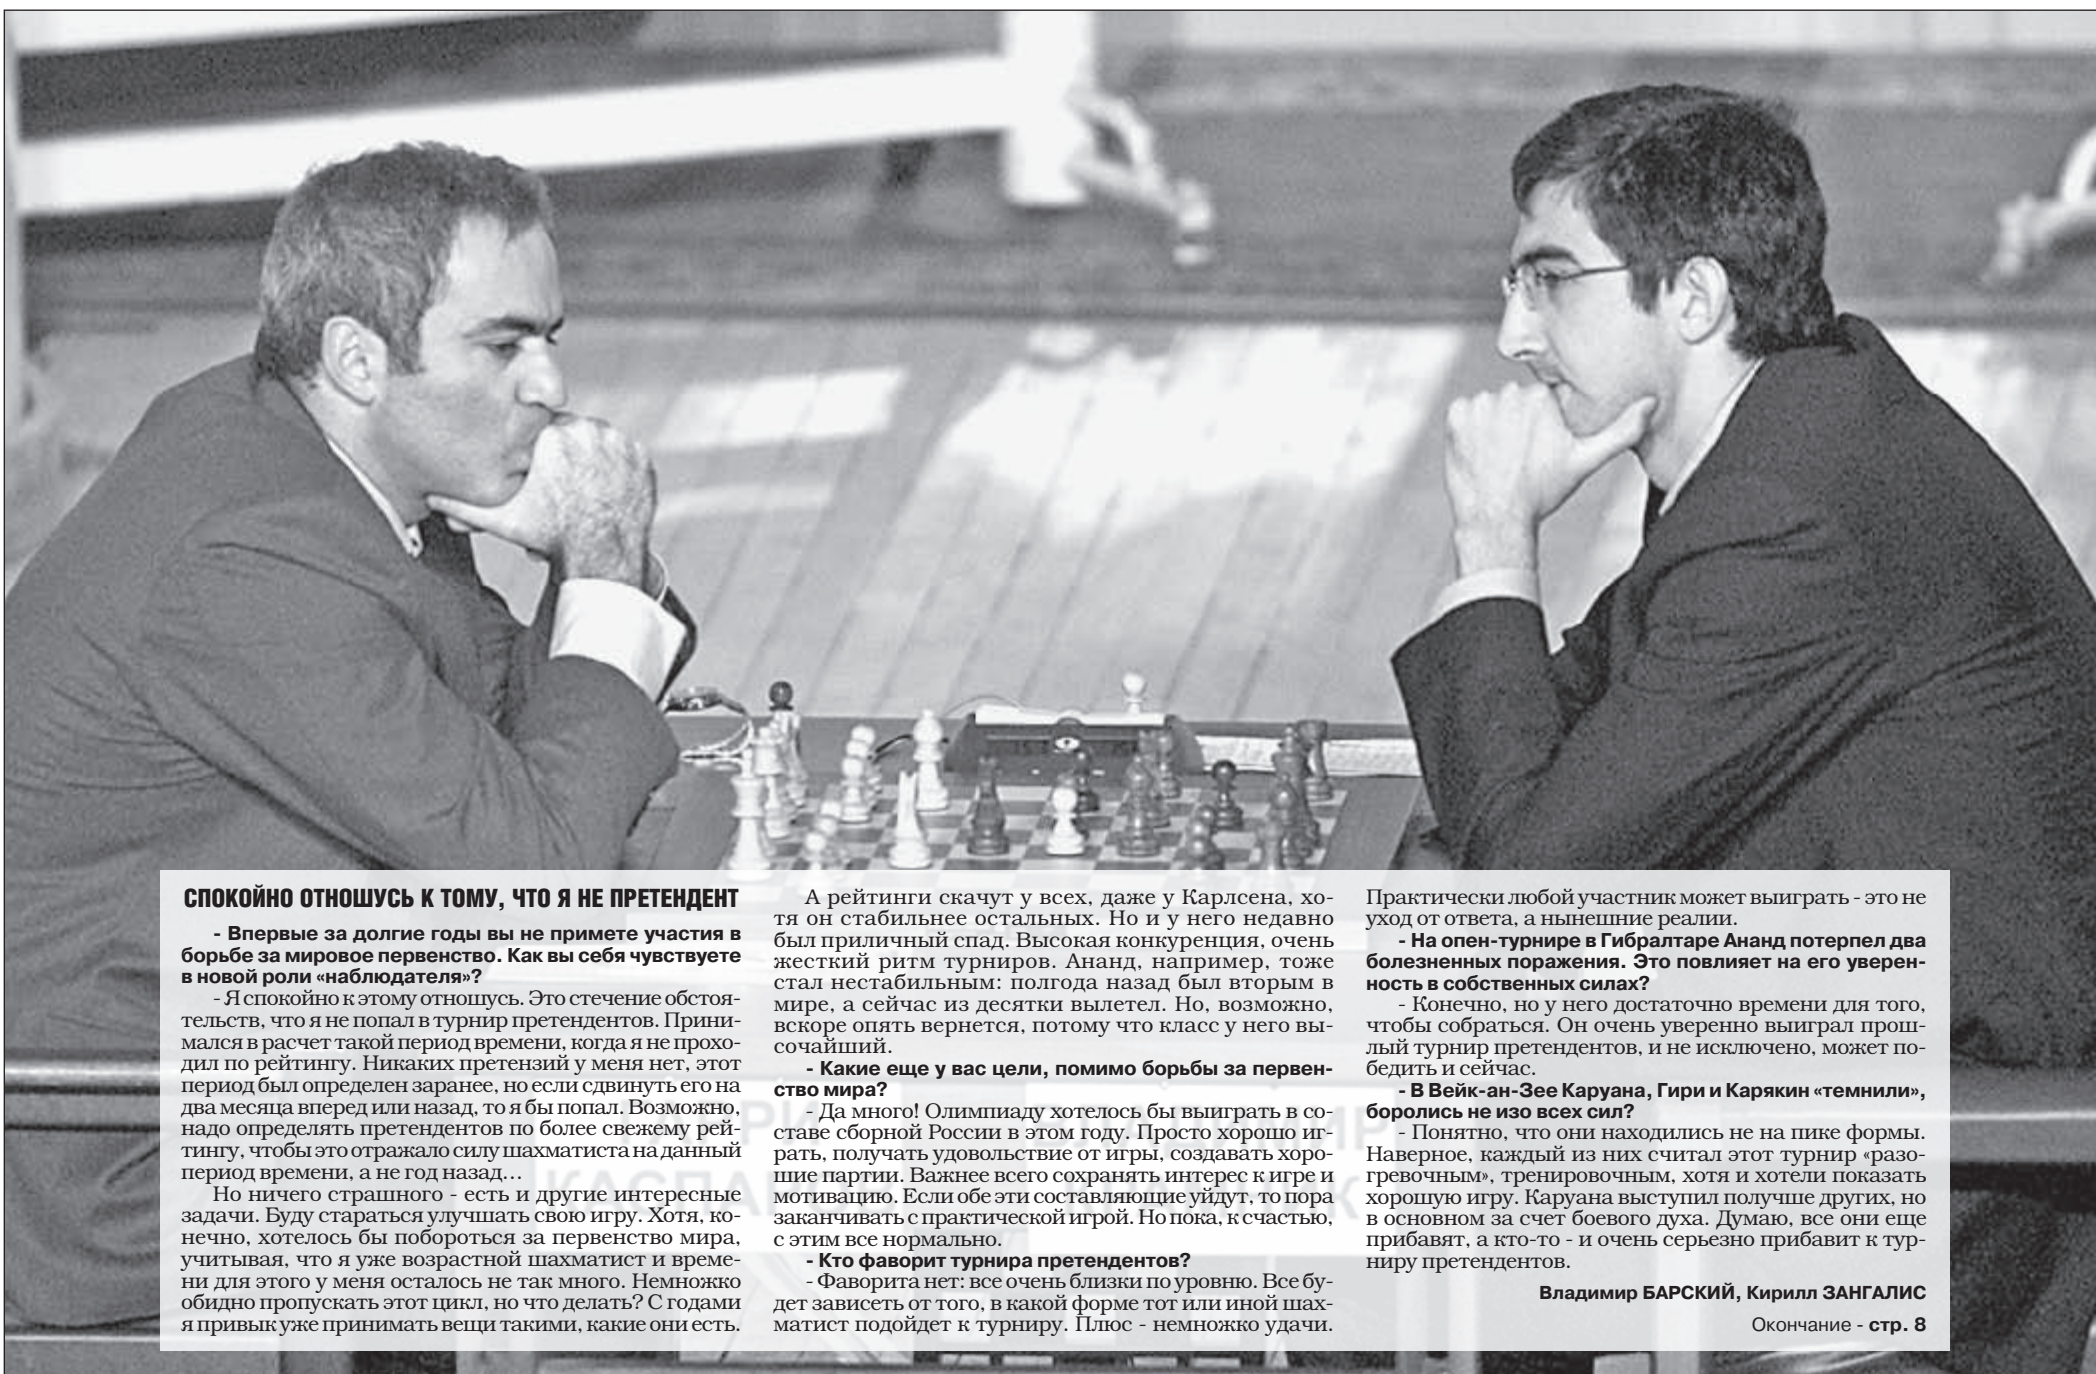 СПОКОЙНО ОТНОШУСЬ К ТОМУ, ЧТО Я НЕ ПРЕТЕНДЕНТ
- Впервые за долгие годы вы не примете участия в
борьбе за мировое первенство. Как вы себя чувствуете
в новой роли «наблюдателя»?
- Я спокойно к этому отношусь. Это стечение обстоя-
тельств, что я не попал в турнир претендентов. Прини-
мался в расчет такой период времени, когда я не прохо-
дил по рейтингу. Никаких претензий у меня нет, этот
период был определен заранее, но если сдвинуть его на
два месяца вперед или назад, то я бы попал. Возможно,
надо определять претендентов по более свежему рей-
тингу, чтобы это отражало силу шахматиста на данный
период времени, а не год назад...
Но ничего страшного - есть и другие интересные
задачи. Буду стараться улучшать свою игру. Хотя, ко-
нечно, хотелось бы побороться за первенство мира,
учитывая, что я уже возрастной шахматист и време-
ни для этого у меня осталось не так много. Немножко
обидно пропускать этот цикл, но что делать? С годами
я привык уже принимать вещи такими, какие они есть.
А рейтинги скачут у всех, даже у Карлсена, хо-
тя он стабильнее остальных. Но и у него недавно
был приличный спад. Высокая конкуренция, очень
жесткий ритм турниров. Ананд, например, тоже
стал нестабильным: полгода назад был вторым в
мире, а сейчас из десятки вылетел. Но, возможно,
вскоре опять вернется, потому что класс у него вы-
сочайший.
- Какие еще у вас цели, помимо борьбы за первен-
ство мира?
- Да много! Олимпиаду хотелось бы выиграть в со-
ставе сборной России в этом году. Просто хорошо иг-
рать, получать удовольствие от игры, создавать хоро-
шие партии. Важнее всего сохранять интерес к игре и
мотивацию. Если обе эти составляющие уйдут, то пора
заканчивать с практической игрой. Но пока, к счастью,
с этим все нормально.
- Кто фаворит турнира претендентов?
- Фаворита нет: все очень близки по уровню. Все бу-
дет зависеть от того, в какой форме тот или иной шах-
матист подойдет к турниру. Плюс - немножко удачи.
Практически любой участник может выиграть - это не
уход от ответа, а нынешние реалии.
- На опен-турнире в Гибралтаре Ананд потерпел два
болезненных поражения. Это повлияет на его уверен-
ность в собственных силах?
- Конечно, но у него достаточно времени для того,
чтобы собраться. Он очень уверенно выиграл прош-
лый турнир претендентов, и не исключено, может по-
бедить и сейчас.
- В Вейк-ан-Зее Каруана, Гири и Карякин «темнили»,
боролись не изо всех сил?
- Понятно, что они находились не на пике формы.
Наверное, каждый из них считал этот турнир «разо-
гревочным», тренировочным, хотя и хотели показать
хорошую игру. Каруана выступил получше других, но
в основном за счет боевого духа. Думаю, все они еще
прибавят, а кто-то - и очень серьезно прибавит к тур-
ниру претендентов.
Владимир БАРСКИЙ, Кирилл ЗАНГАЛИС
Окончание - стр. 8
ГАРРИ
КАСПАРОВ
ВЛАДИМИР
КРАМНИК